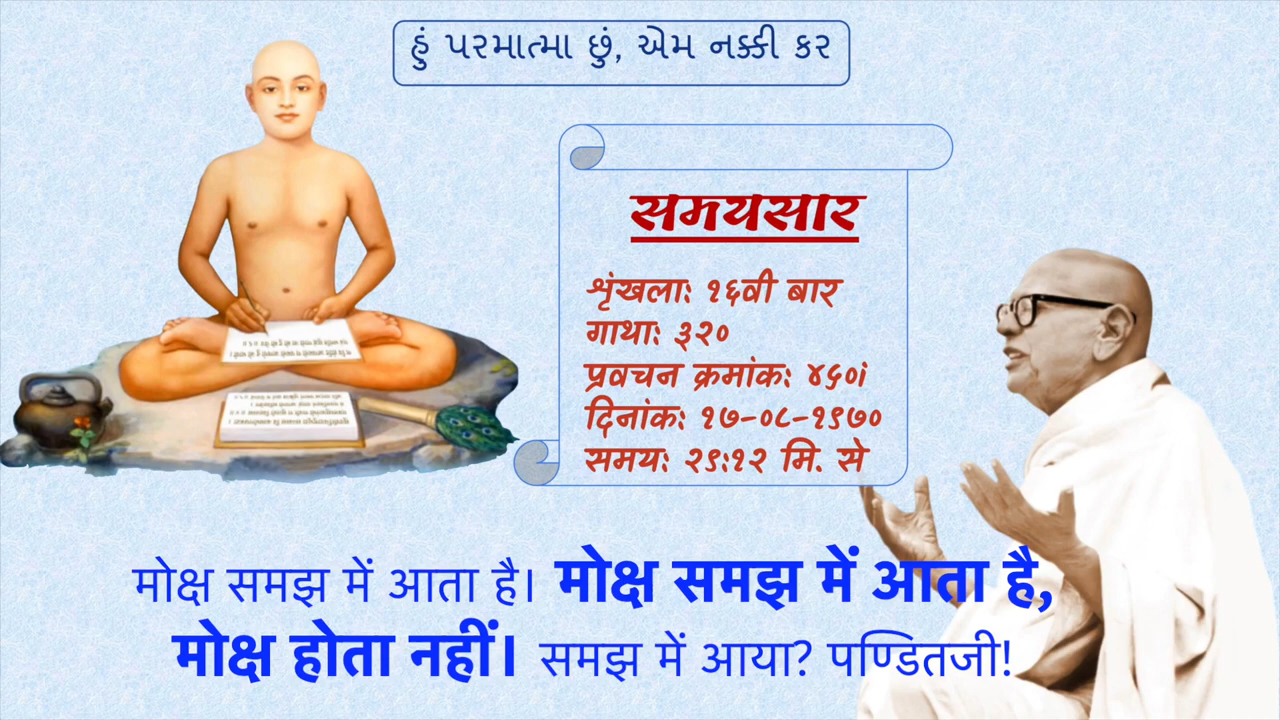 હું પરમાત્મા છું, એમ નક્કી કર
समयसार
शृंखला: १६वी बार
गाथा: ३२०
प्रवचन क्रमांक: ४६०i
दिनांक: १७-०८-१९७०
समय: २९:१२ मि. से
मोक्ष समझ में आता है। मोक्ष समझ में आता है,
मोक्ष होता नहीं। समझ में आया? पण्डितजी!